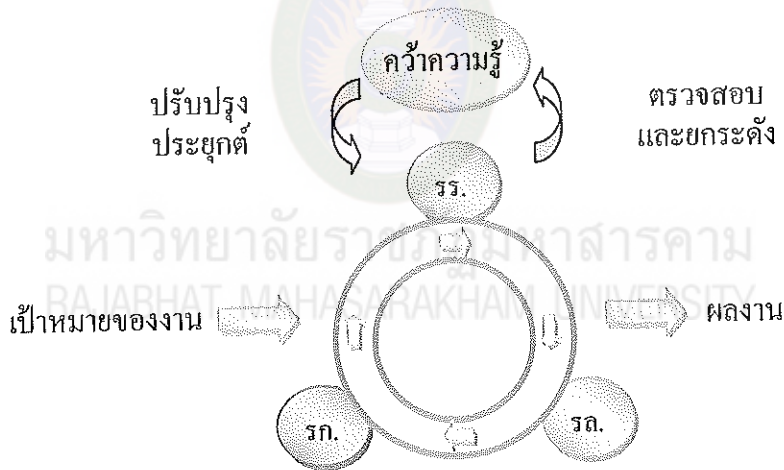 คว้าความรู้
ปรับปรุง
ประยุกต์
ตรวจสอบ
และยกระดัง
รร.
มหาวิทยาลัยราชภัฏมหาสารคาม
RAJABHAT MAHASARAKHAM UNIVERSITY
เป้าหมายของงาน
ผลงาน
รก.
รล.